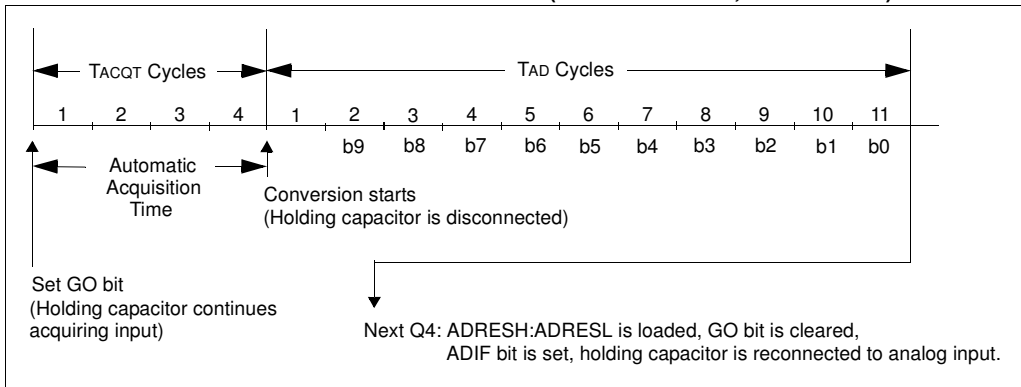 TACQT Cycles
TAD Cycles
1 2 3 4 1 2 3 4 5 6 7 8 9 10 11
b9 b8 b7 b6 b5 b4 b3 b2 b1 b0
Automatic
Acquisition
Time
Conversion starts
(Holding capacitor is disconnected)
Set GO bit
(Holding capacitor continues
acquiring input)
Next Q4: ADRESH:ADRESL is loaded, GO bit is cleared,
ADIF bit is set, holding capacitor is reconnected to analog input.